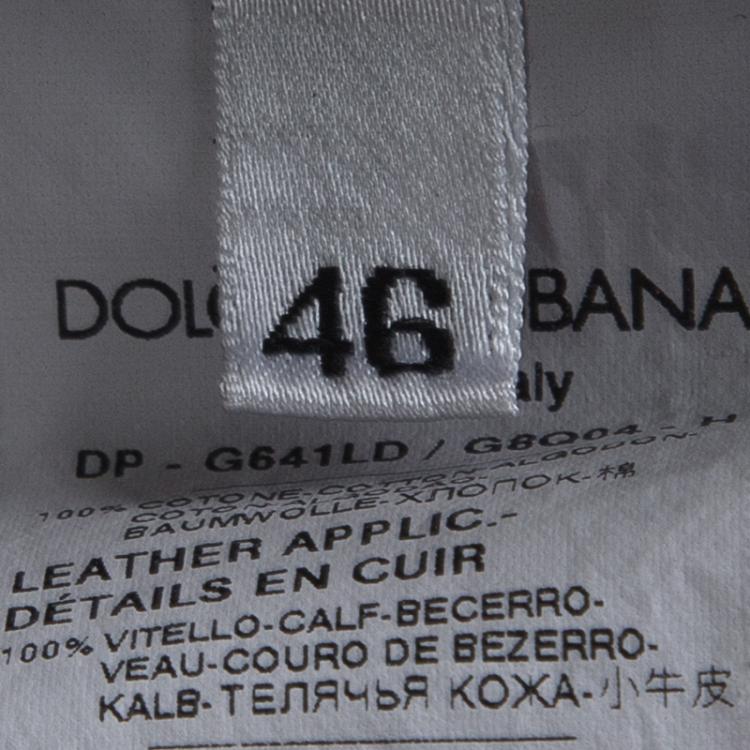 DOL BANA
46
aly
DP - G641LD / G8Q04 - H
100% COTONE-COTTON-ALGODON-
BAUMWOLLE-ХЛОПОК-棉
LEATHER APPLIC.-
DÉTAILS EN CUIR
100% VITELLO-CALF-BECERRO-
VEAU-COURO DE BEZERRO-
KALB-ТЕЛЯЧЬЯ КОЖА-小牛皮